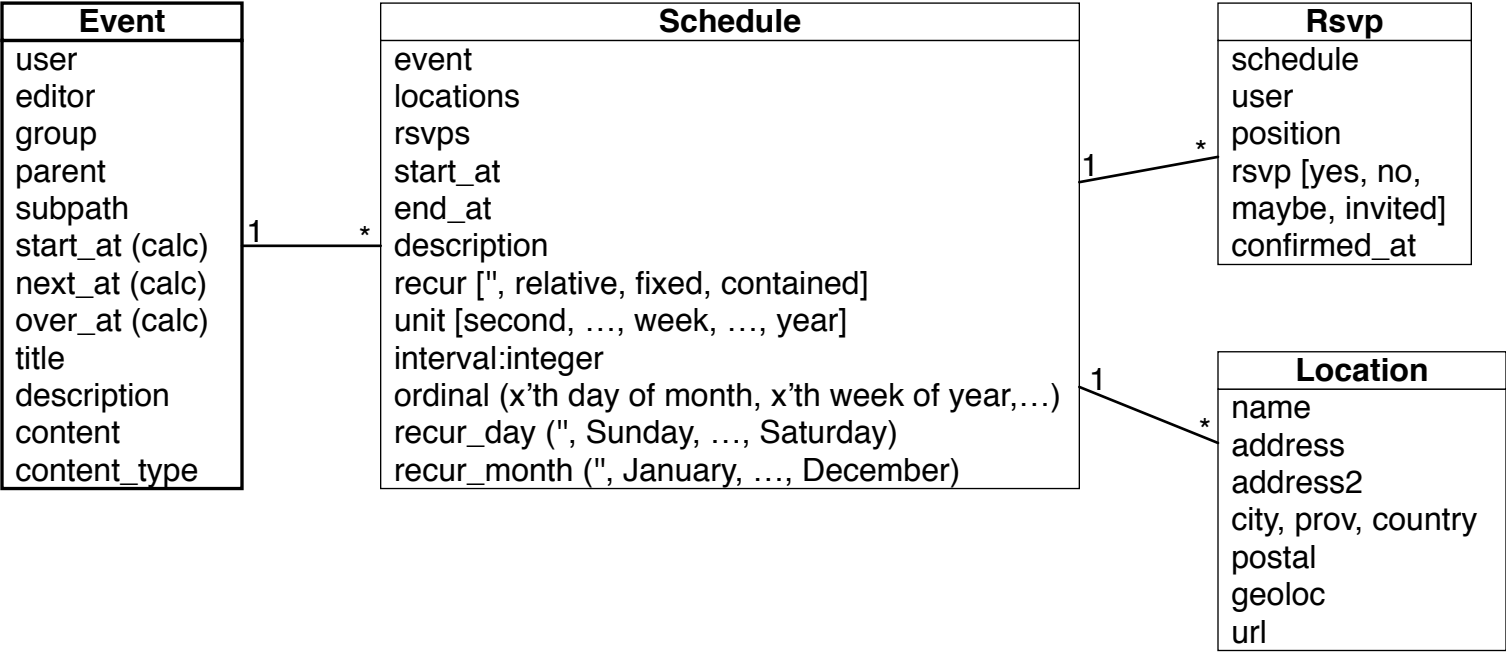 Event
user
editor
group
parent
subpath
start_at (calc)
next_at (calc)
over_at (calc)
title
description
content
content_type
1
*
Schedule
event
locations
rsvps
start_at
end_at
description
recur ['', relative, fixed, contained]
unit [second, …, week, …, year]
interval:integer
ordinal (x’th day of month, x’th week of year,…)
recur_day ('', Sunday, …, Saturday)
recur_month ('', January, …, December)
1
*
Rsvp
schedule
user
position
rsvp [yes, no,
maybe, invited]
confirmed_at
1
*
Location
name
address
address2
city, prov, country
postal
geoloc
url